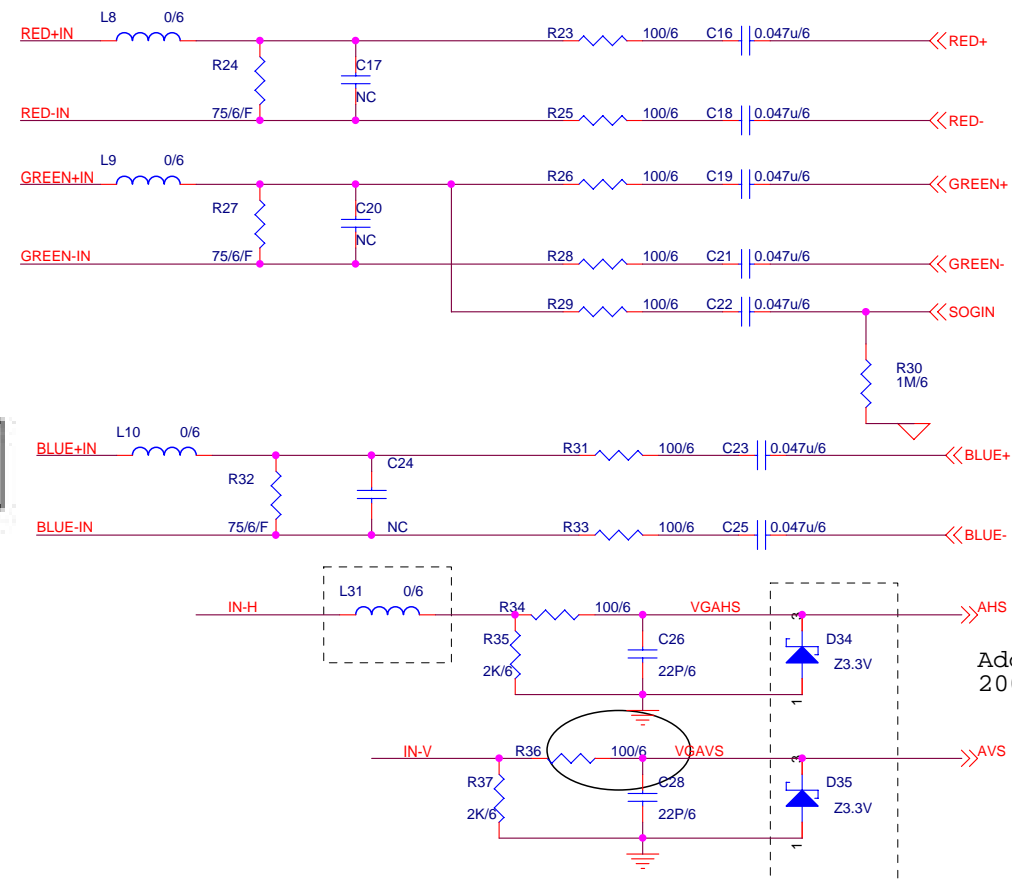 L8 0/6
RED+IN R23 100/6 C16 0.047u/6 RED+
R24 C17
NC
RED-IN 75/6/F R25 100/6 C18 0.047u/6 RED-
L9 0/6
GREEN+IN R26 100/6 C19 0.047u/6 GREEN+
R27 C20
NC
GREEN-IN 75/6/F R28 100/6 C21 0.047u/6 GREEN-
R29 100/6 C22 0.047u/6 SOGIN
R30
1M/6
L10 0/6
BLUE+IN R31 100/6 C23 0.047u/6 BLUE+
R32 C24
BLUE-IN 75/6/F NC R33 100/6 C25 0.047u/6 BLUE-
L31 0/6
IN-H R34 100/6 VGAHS 3 AHS
R35 C26 D34
2K/6 22P/6 Z3.3V
1
IN-V R36 100/6 VGAVS 3 AVS
R37 C28 D35
2K/6 22P/6 Z3.3V
1